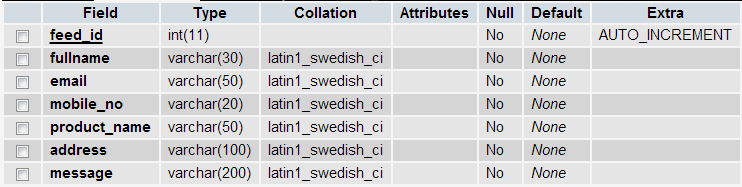 Field Type Collation Attributes Null Default Extra
feed_id int(11) No None AUTO_INCREMENT
fullname varchar(30) latin1_swedish_ci No None
email varchar(50) latin1_swedish_ci No None
mobile_no varchar(20) latin1_swedish_ci No None
product_name varchar(50) latin1_swedish_ci No None
address varchar(100) latin1_swedish_ci No None
message varchar(200) latin1_swedish_ci No None